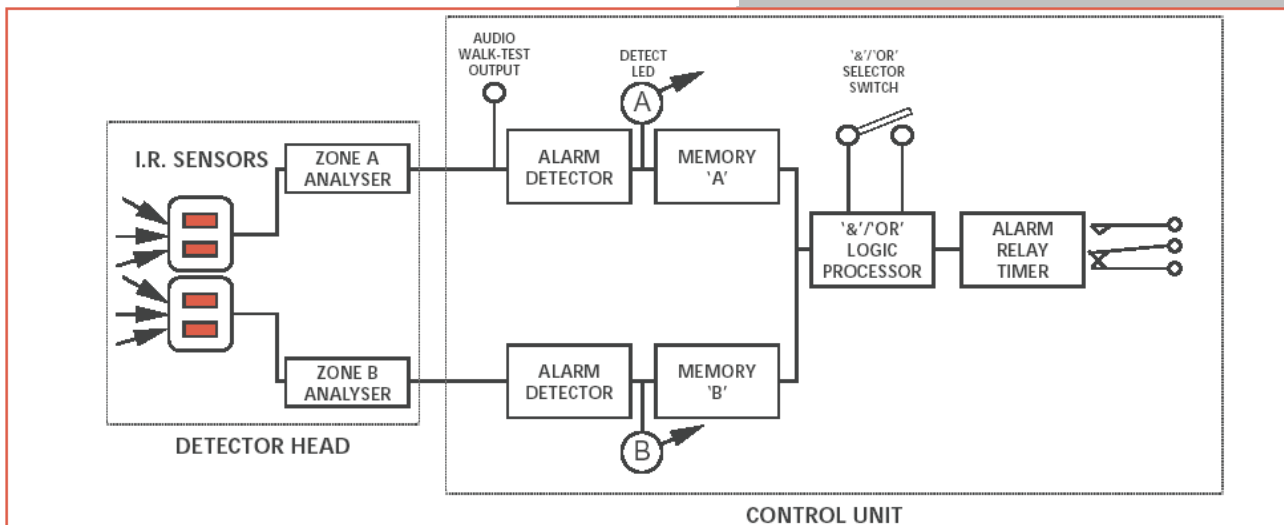 AUDIO
WALK-TEST
OUTPUT
DETECT
LED
A
'&'/'OR'
SELECTOR
SWITCH
I.R. SENSORS
ZONE A
ANALYSER
ALARM
DETECTOR
MEMORY
'A'
'&'/'OR'
LOGIC
PROCESSOR
ALARM
RELAY
TIMER
ZONE B
ANALYSER
ALARM
DETECTOR
MEMORY
'B'
B
DETECTOR HEAD
CONTROL UNIT